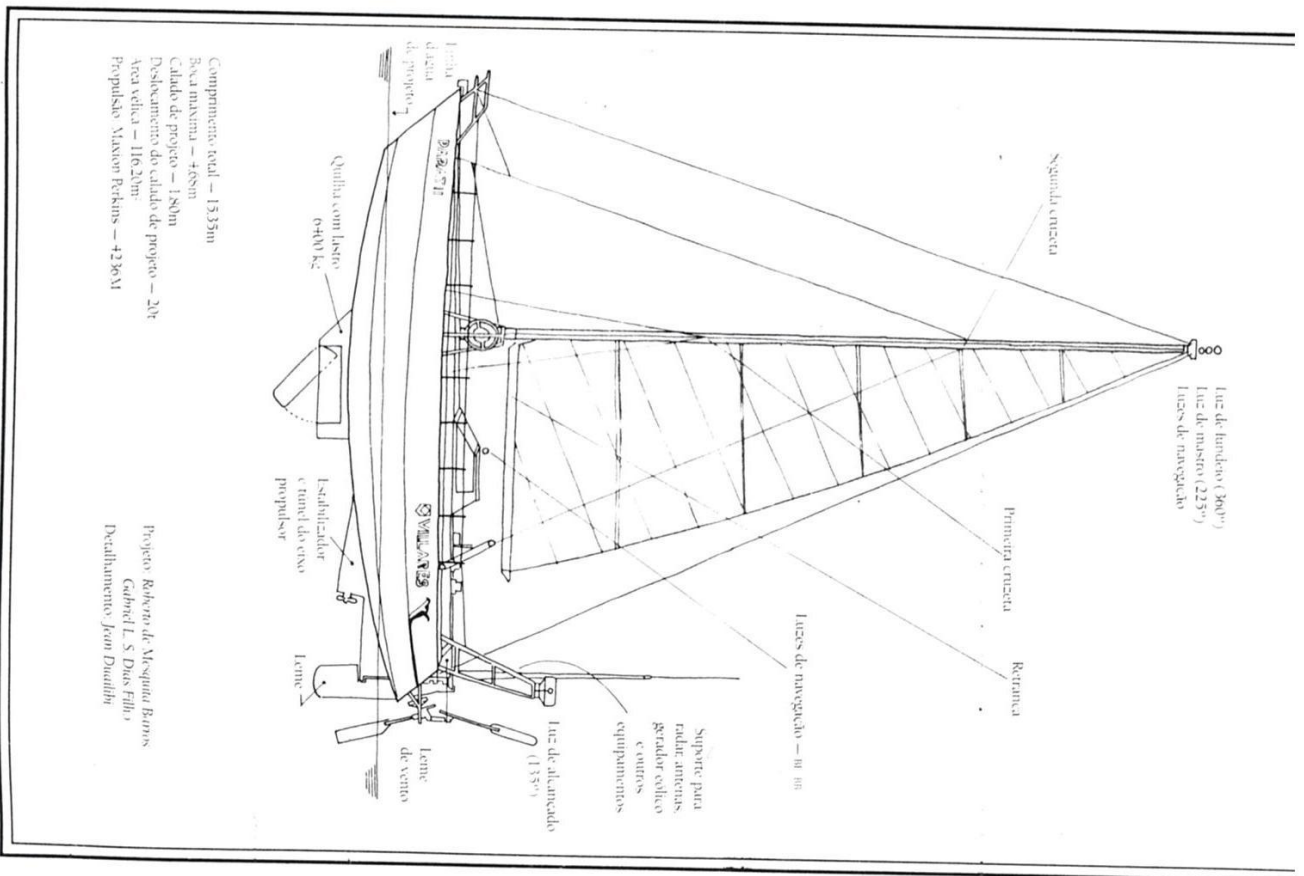 Luz de fundeio (360°)
Luz de mastro (225°)
Luzes de navegação
Segunda cruzeta
Primeira cruzeta
Retranca
Luzes de navegação —
Suporte para
radar, antenas,
gerador eólico
e outros
equipamentos
Luz de alcançado
(135°)
PARATII
VILLARES
Linha
d'água
de projeto
Quilha com lastro
6400 kg
Estabilizador
e túnel do eixo
propulsor
Leme
Leme
de vento
Comprimento total — 15,35m
Boca máxima — 4,68m
Calado de projeto — 1,80m
Deslocamento do calado de projeto — 20t
Área vélica — 116,20m²
Propulsão: Maxion Perkins — 4236M
Projeto: Roberto de Mesquita Barros
Gabriel L. S. Dias Filho
Detalhamento: Jean Dualibi